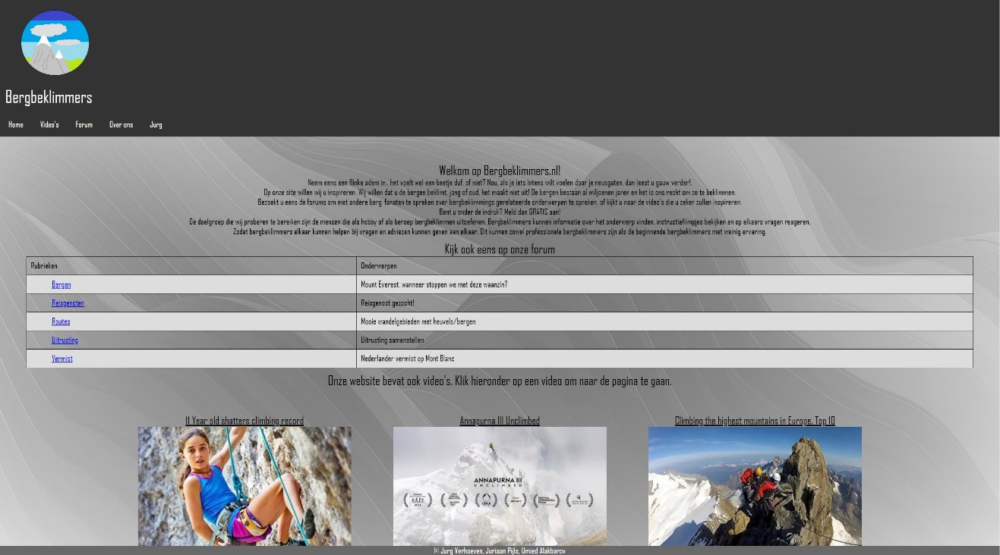 Bergbeklimmers
Home Video's Forum Over ons Jurg
Welkom op Bergbeklimmers.nl!
Neem eens een flinke adem in.. het voelt wel een beetje duf, of niet? Nou, als je iets intens wilt voelen door je neusgaten, dan leest u gauw verder!.
Op onze site willen wij u inspireren. Wij willen dat u de bergen beklimt, jong of oud, het maakt niet uit! De bergen bestaan al miljoenen jaren en het is ons recht om ze te beklimmen.
Bezoekt u eens de forums om met andere berg-fanaten te spreken over bergbeklimmings gerelateerde onderwerpen te spreken, of kijkt u naar de video's die u zeker zullen inspireren.
Bent u onder de indruk? Meld dan GRATIS aan!
De doelgroep die wij proberen te bereiken zijn de mensen die als hobby of als beroep bergbeklimmen uitoefenen. Bergbeklimmers kunnen informatie over het onderwerp vinden, instructiefilmpjes bekijken en op elkaars vragen reageren.
Zodat bergbeklimmers elkaar kunnen helpen bij vragen en adviezen kunnen geven aan elkaar. Dit kunnen zowel professionele bergbeklimmers zijn als de beginnende bergbeklimmers met weinig ervaring.
Kijk ook eens op onze forum
Rubrieken Onderwerpen
Bergen Mount Everest, wanneer stoppen we met deze waanzin?
Reisgenoten Reisgenoot gezocht!
Routes Mooie wandelgebieden met heuvels/bergen
Uitrusting Uitrusting samenstellen
Vermist Nederlander vermist op Mont Blanc
Onze website bevat ook video's. Klik hieronder op een video om naar de pagina te gaan.
11 Year old shatters climbing record Annapurna III Unclimbed Climbing the highest mountains in Europe. Top 10
ANNAPURNA III
UNCLIMBED
© Jurg Verhoeven, Juriaan Pijls, Umied Alakbarov